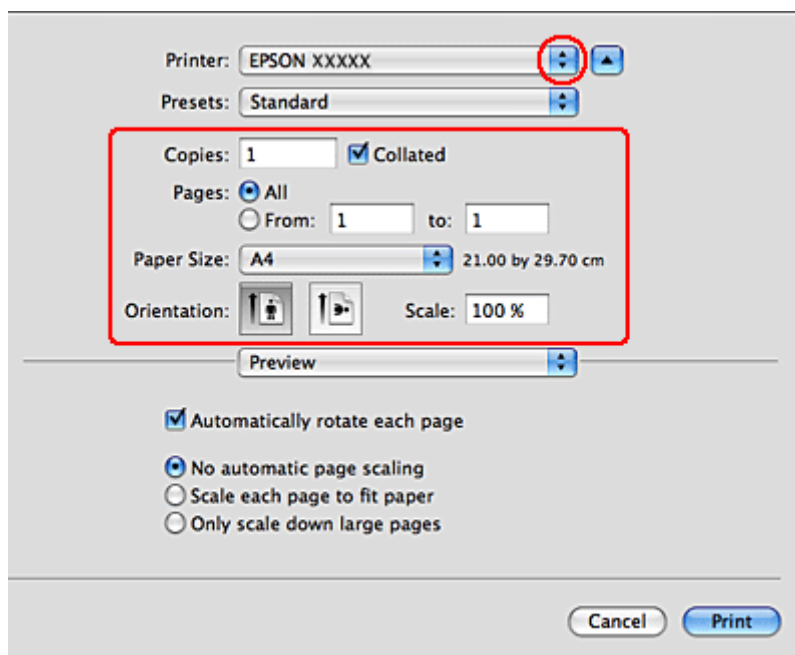 Printer: EPSON XXXXX
Presets: Standard
Copies: 1 Collated
Pages: All
From: 1 to: 1
Paper Size: A4 21.00 by 29.70 cm
Orientation: Scale: 100 %
Preview
Automatically rotate each page
No automatic page scaling
Scale each page to fit paper
Only scale down large pages
Cancel Print